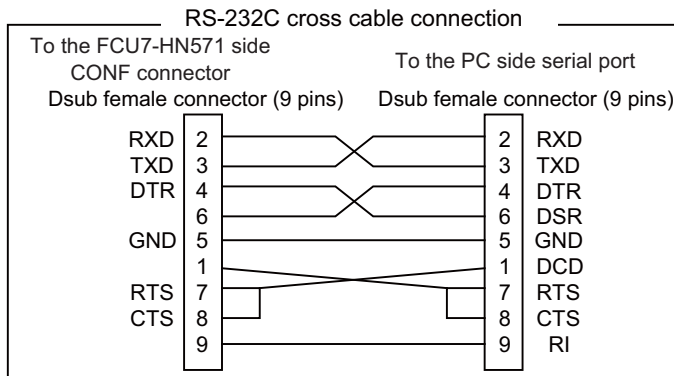 RS-232C cross cable connection
To the FCU7-HN571 side
CONF connector
Dsub female connector (9 pins)
To the PC side serial port
Dsub female connector (9 pins)
RXD 2 2 RXD
TXD 3 3 TXD
DTR 4 4 DTR
6 6 DSR
GND 5 5 GND
1 1 DCD
RTS 7 7 RTS
CTS 8 8 CTS
9 9 RI